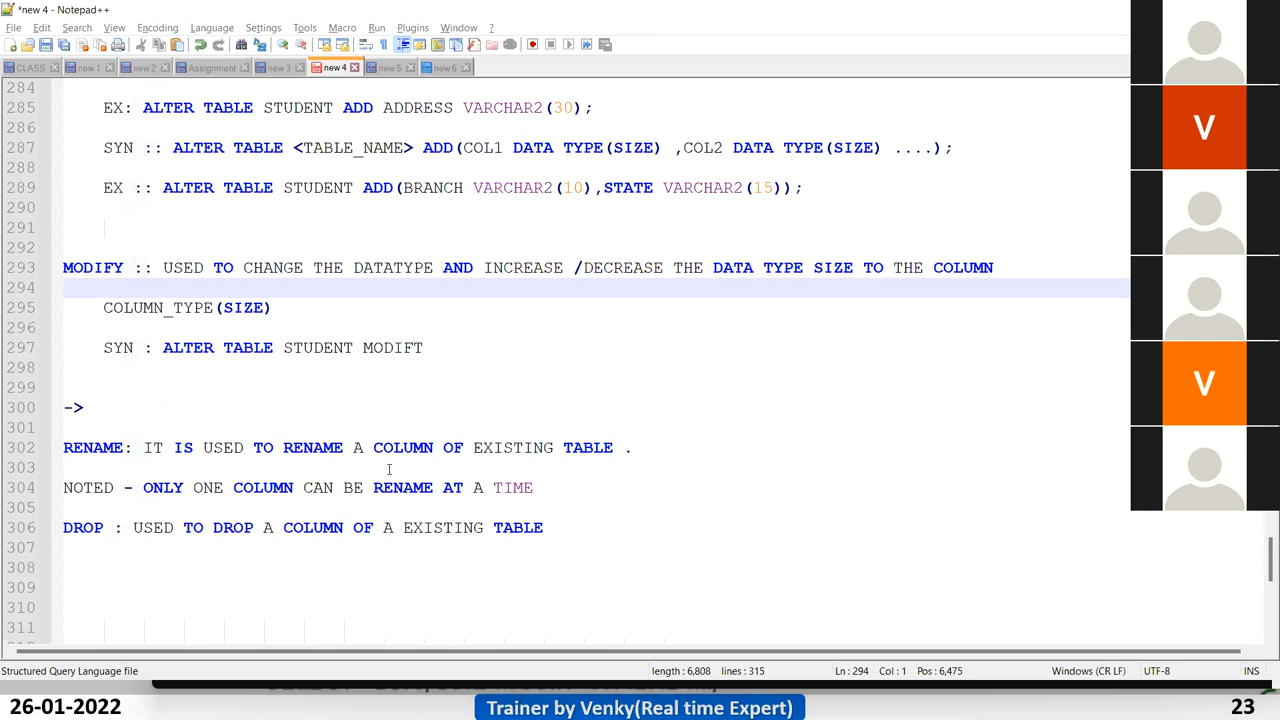 *new 4 - Notepad++
File Edit Search View Encoding Language Settings Tools Macro Run Plugins Window ?
CLASS new 1 new 2 Assignment new 3 new 4 new 5 new 6
284
285 EX: ALTER TABLE STUDENT ADD ADDRESS VARCHAR2(30);
286
287 SYN :: ALTER TABLE <TABLE_NAME> ADD(COL1 DATA TYPE(SIZE) ,COL2 DATA TYPE(SIZE) ....);
288
289 EX :: ALTER TABLE STUDENT ADD(BRANCH VARCHAR2(10),STATE VARCHAR2(15));
290
291
292
293 MODIFY :: USED TO CHANGE THE DATATYPE AND INCREASE /DECREASE THE DATA TYPE SIZE TO THE COLUMN
294
295 COLUMN_TYPE(SIZE)
296
297 SYN : ALTER TABLE STUDENT MODIFT
298
299
300 ->
301
302 RENAME: IT IS USED TO RENAME A COLUMN OF EXISTING TABLE .
303
304 NOTED - ONLY ONE COLUMN CAN BE RENAME AT A TIME
305
306 DROP : USED TO DROP A COLUMN OF A EXISTING TABLE
307
308
309
310
311
V
V
Structured Query Language file length : 6,808 lines : 315 Ln : 294 Col : 1 Pos : 6,475 Windows (CR LF) UTF-8 INS
26-01-2022 Trainer by Venky(Real time Expert) 23